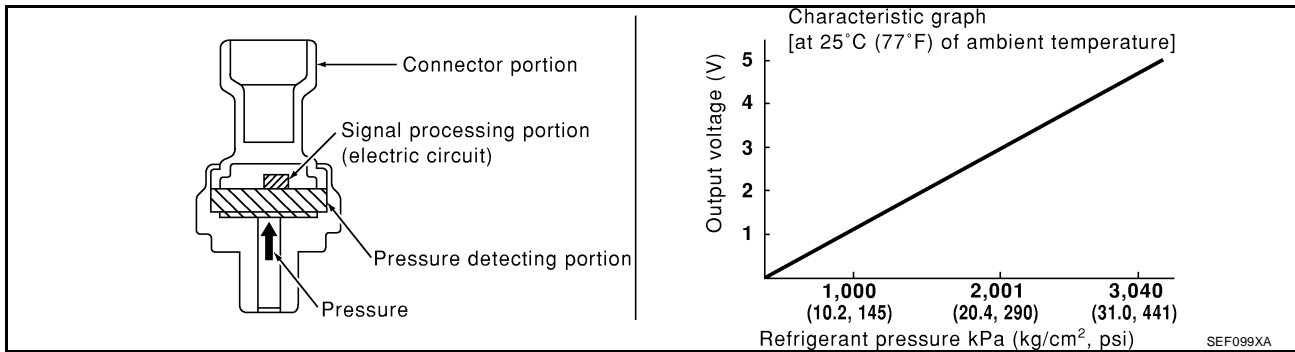 Connector portion
Signal processing portion
(electric circuit)
Pressure detecting portion
Pressure
Characteristic graph
[at 25˚C (77˚F) of ambient temperature]
Output voltage (V)
5
4
3
2
1
1,000 2,001 3,040
(10.2, 145) (20.4, 290) (31.0, 441)
Refrigerant pressure kPa (kg/cm², psi)
SEF099XA